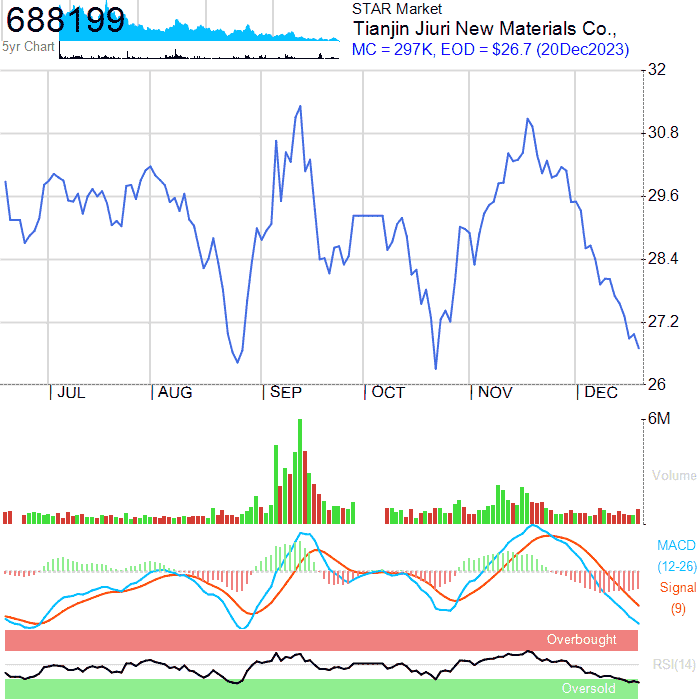 688199
5yr Chart
STAR Market
Tianjin Jiuri New Materials Co.,
MC = 297K, EOD = $26.7 (20Dec2023)
32
30.8
29.6
28.4
27.2
26
JUL AUG SEP OCT NOV DEC
6M
Volume
MACD
(12-26)
Signal
(9)
Overbought
RSI(14)
Oversold